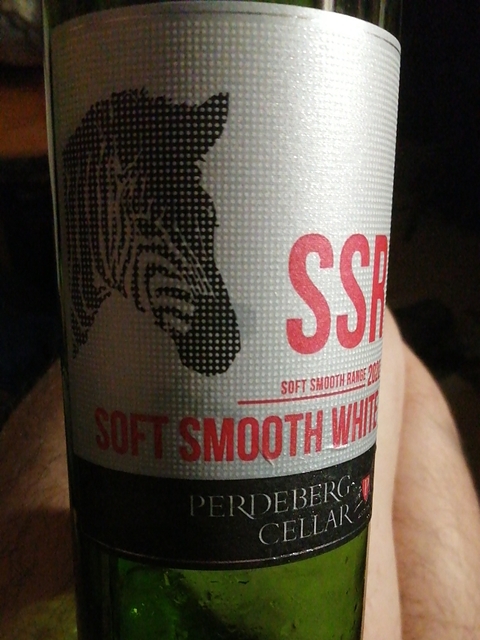 SSR
SOFT SMOOTH RANGE
SOFT SMOOTH WHITE
PERDEBERG
CELLAR